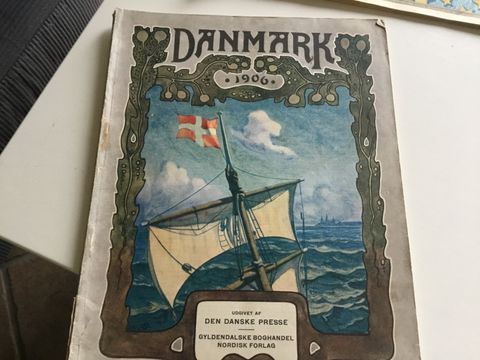 DANMARK
· 1906 ·
UDGIVET AF
DEN DANSKE PRESSE
GYLDENDALSKE BOGHANDEL
NORDISK FORLAG